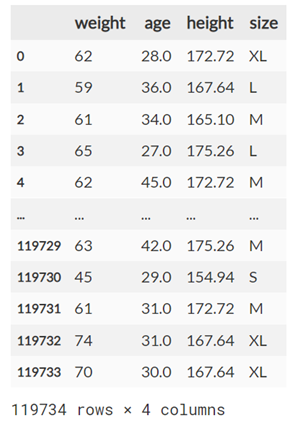 weight age height size
0 62 28.0 172.72 XL
1 59 36.0 167.64 L
2 61 34.0 165.10 M
3 65 27.0 175.26 L
4 62 45.0 172.72 M
... ... ... ... ...
119729 63 42.0 175.26 M
119730 45 29.0 154.94 S
119731 61 31.0 172.72 M
119732 74 31.0 167.64 XL
119733 70 30.0 167.64 XL
119734 rows × 4 columns